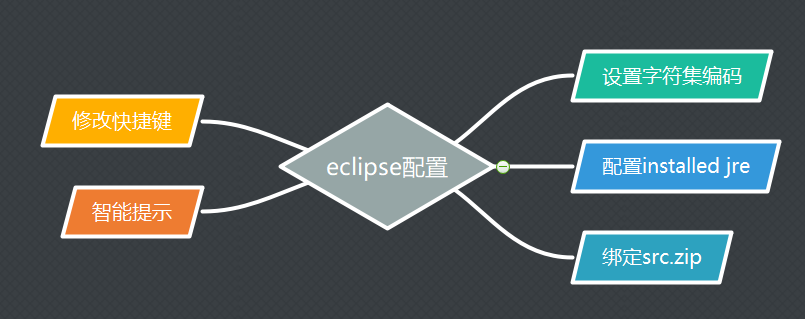 设置字符集编码
修改快捷键
eclipse配置
配置installed jre
智能提示
绑定src.zip